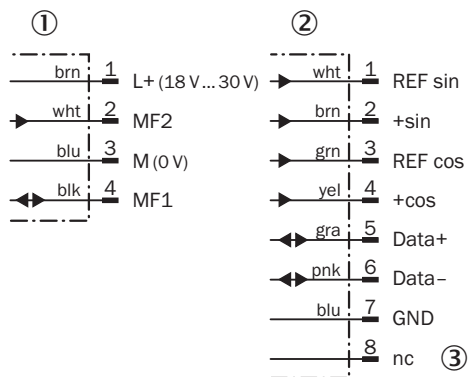 ①
brn 1 L+ (18 V ... 30 V)
wht 2 MF2
blu 3 M (0 V)
blk 4 MF1
②
wht 1 REF sin
brn 2 +sin
grn 3 REF cos
yel 4 +cos
gra 5 Data+
pnk 6 Data–
blu 7 GND
8 nc ③